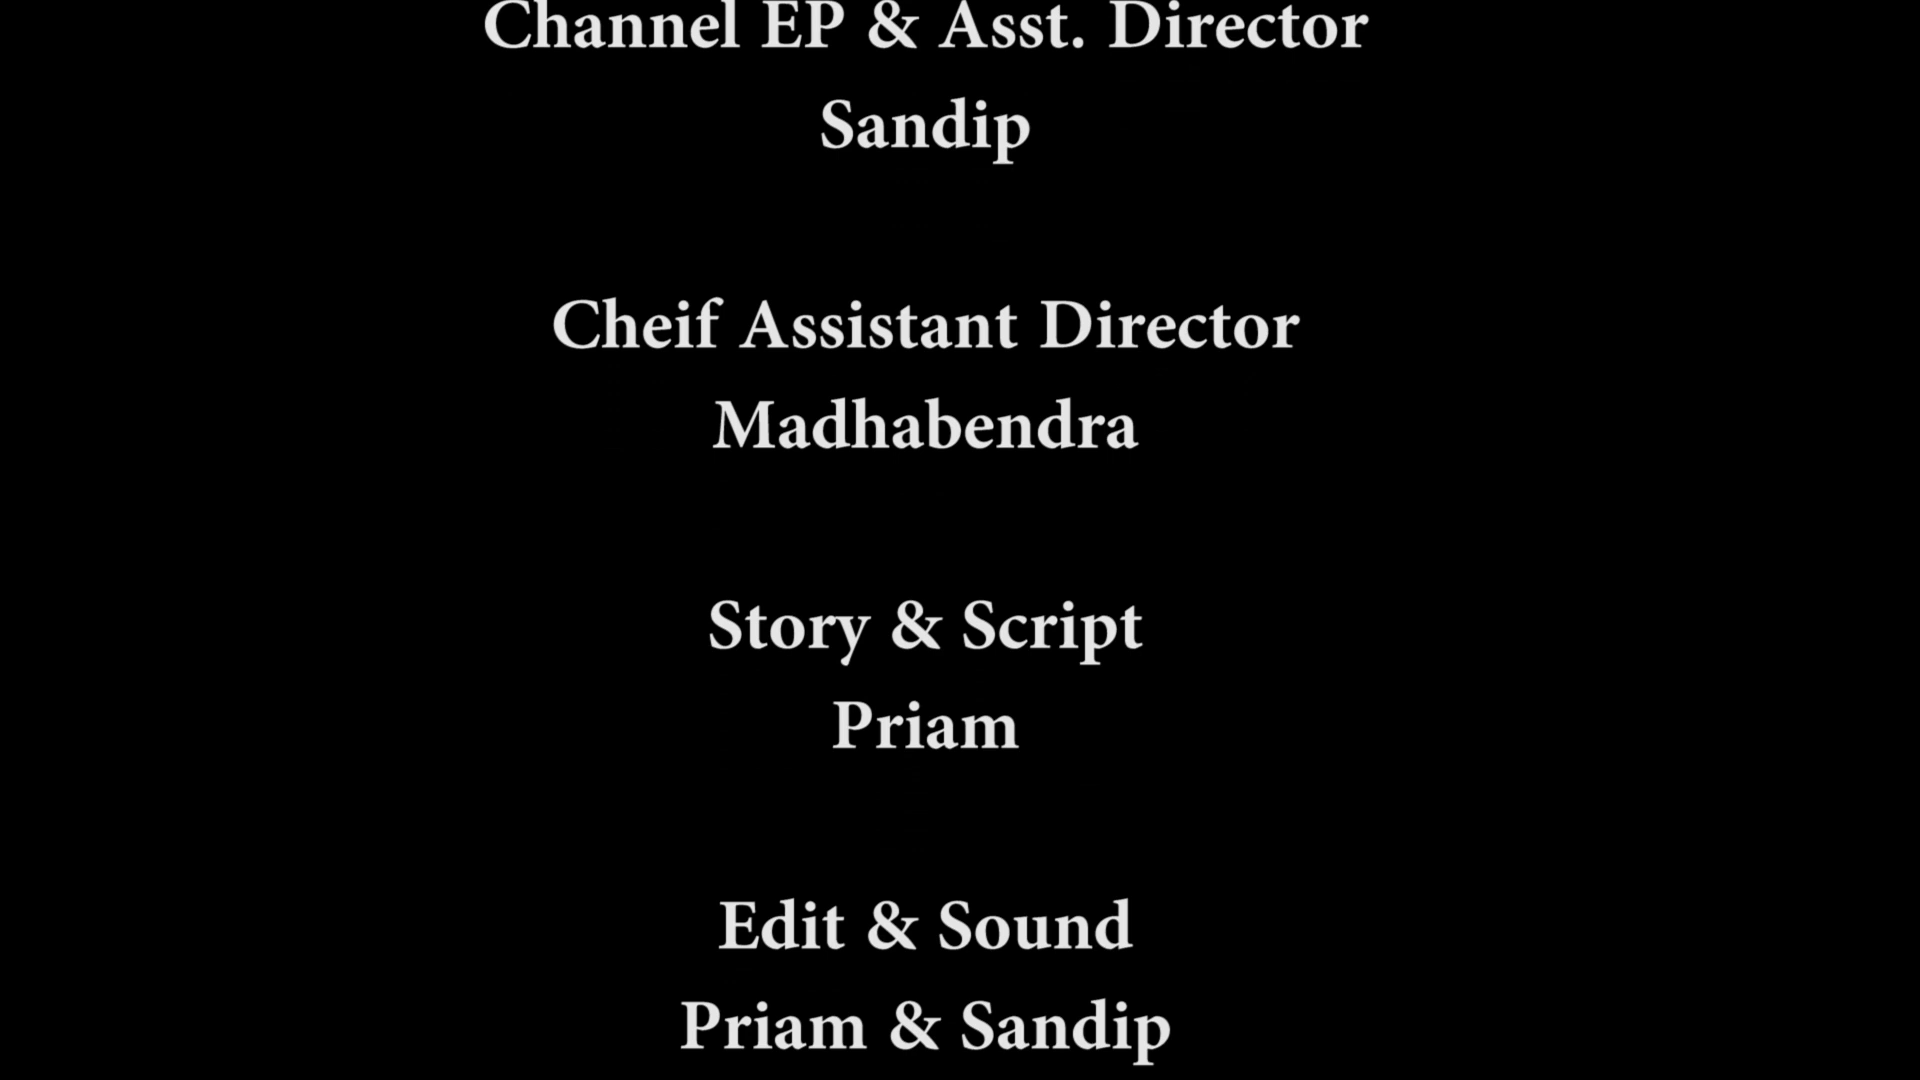 Channel EP & Asst. Director
Sandip
Cheif Assistant Director
Madhabendra
Story & Script
Priam
Edit & Sound
Priam & Sandip